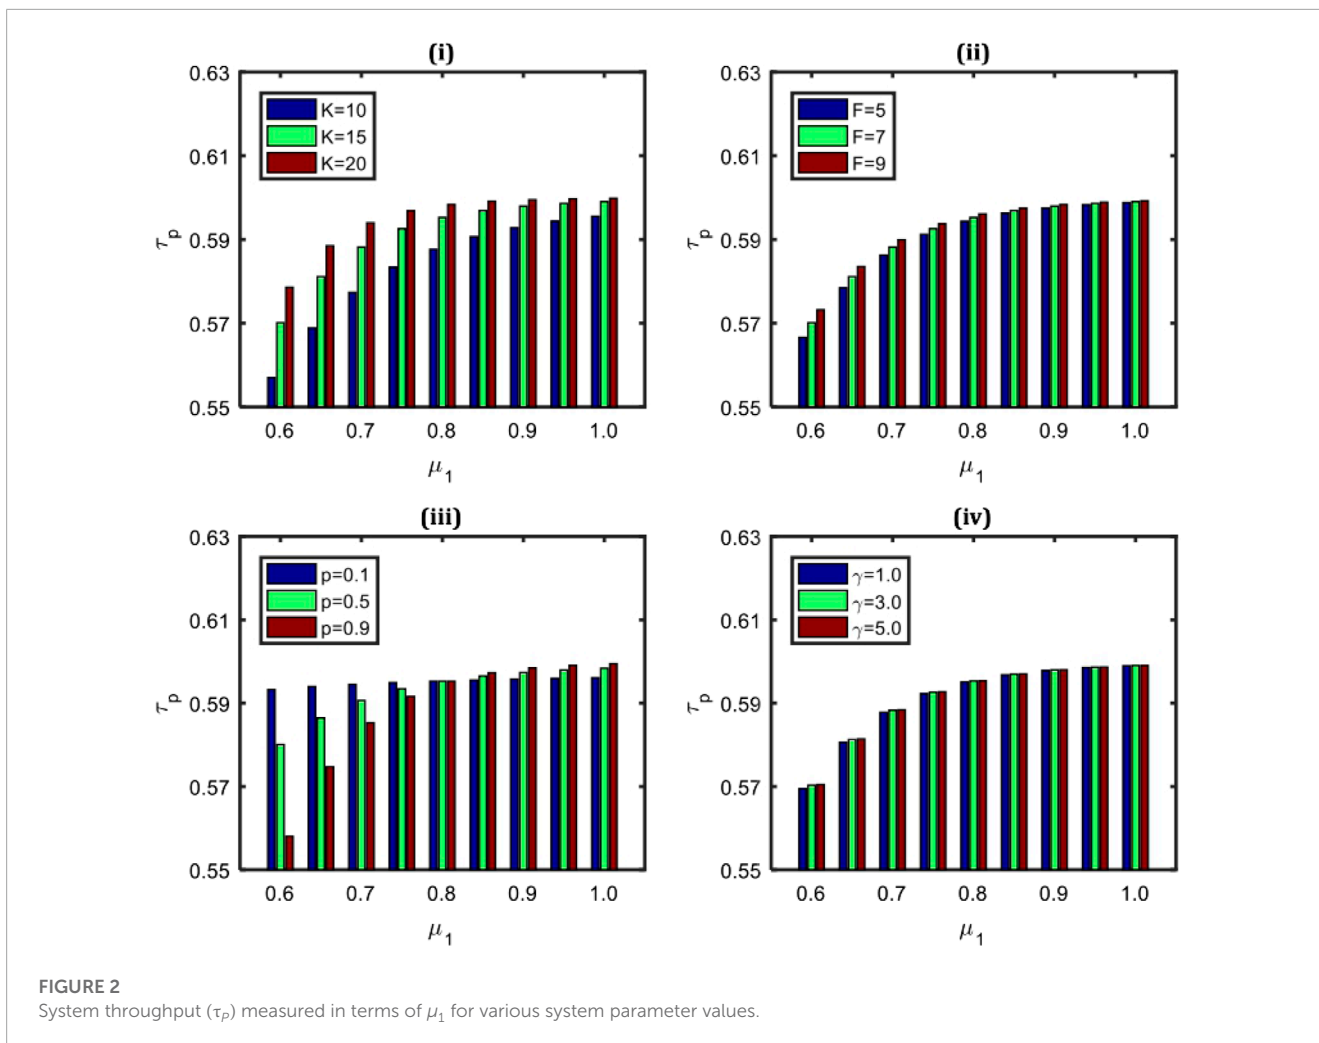 (i)
0.63
0.61
0.59
0.57
0.55
τp
K=10
K=15
K=20
0.6 0.7 0.8 0.9 1.0
μ1
(ii)
0.63
0.61
0.59
0.57
0.55
τp
F=5
F=7
F=9
0.6 0.7 0.8 0.9 1.0
μ1
(iii)
0.63
0.61
0.59
0.57
0.55
τp
p=0.1
p=0.5
p=0.9
0.6 0.7 0.8 0.9 1.0
μ1
(iv)
0.63
0.61
0.59
0.57
0.55
τp
γ=1.0
γ=3.0
γ=5.0
0.6 0.7 0.8 0.9 1.0
μ1
FIGURE 2
System throughput (τP) measured in terms of μ1 for various system parameter values.